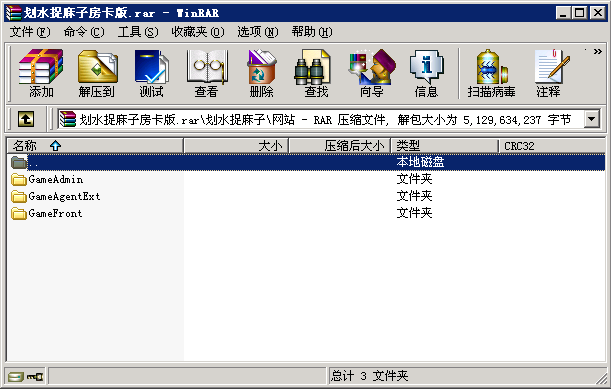 划水捉麻子房卡版.rar - WinRAR
文件(F) 命令(C) 工具(S) 收藏夹(O) 选项(N) 帮助(H)
添加 解压到 测试 查看 删除 查找 向导 信息 扫描病毒 注释
划水捉麻子房卡版.rar\划水捉麻子\网站 - RAR 压缩文件, 解包大小为 5,129,634,237 字节
名称 大小 压缩后大小 类型 CRC32
.. 本地磁盘
GameAdmin 文件夹
GameAgentExt 文件夹
GameFront 文件夹
总计 3 文件夹